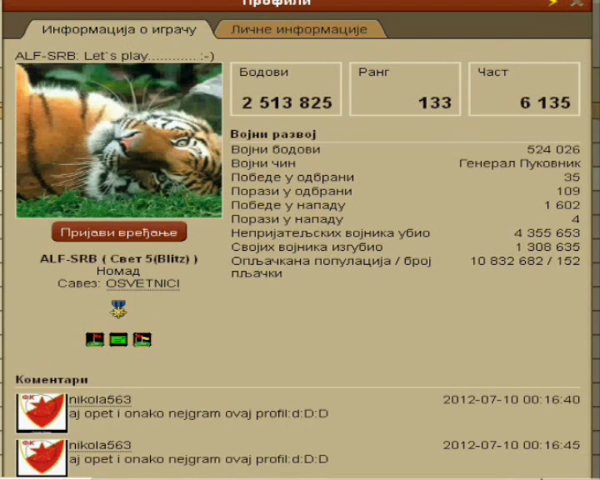 Профили
Информација о играчу
Личне информације
ALF-SRB: Let`s play............ :-)
Бодови
2 513 825
Ранг
133
Част
6 135
Пријави вређање
ALF-SRB ( Свет 5(Blitz) )
Номад
Савез: OSVETNICI
Војни развој
Војни бодови 524 026
Војни чин Генерал Пуковник
Победе у одбрани 35
Порази у одбрани 109
Победе у нападу 1 602
Порази у нападу 4
Непријатељских војника убио 4 355 653
Својих војника изгубио 1 308 635
Опљачкана популација / број 10 832 682 / 152
пљачки
Коментари
nikola563 2012-07-10 00:16:40
aj opet i onako nejgram ovaj profil:d:D:D
nikola563 2012-07-10 00:16:45
aj opet i onako nejgram ovaj profil:d:D:D